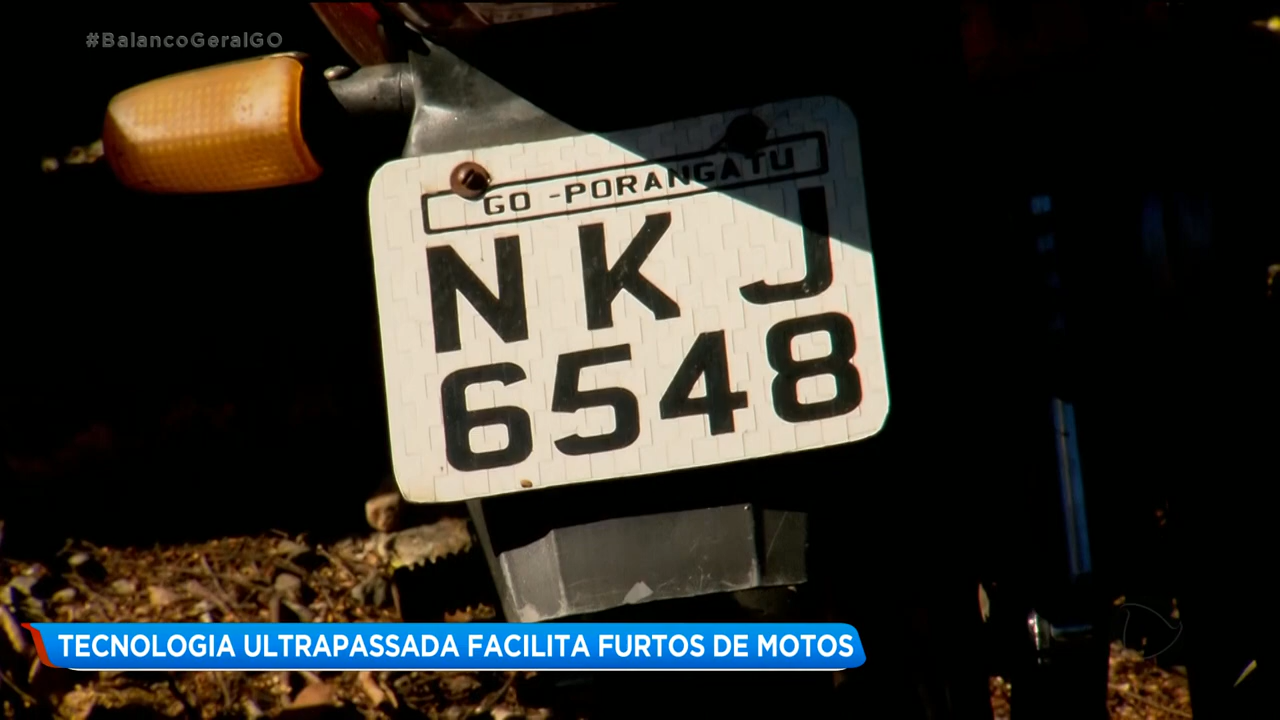 #BalancoGeralGO
GO -PORANGATU
NKJ
6548
TECNOLOGIA ULTRAPASSADA FACILITA FURTOS DE MOTOS